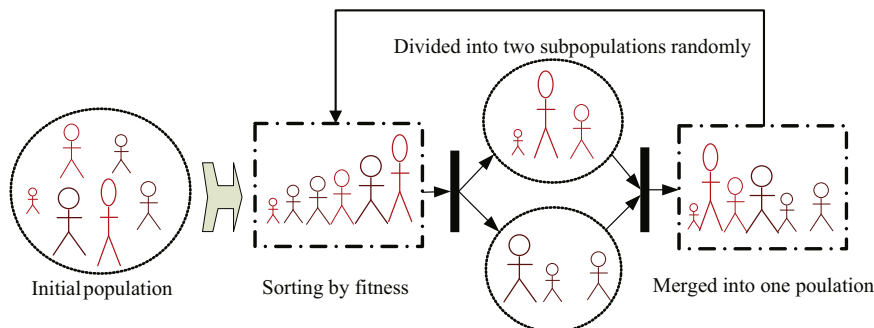 Divided into two subpopulations randomly
Initial population
Sorting by fitness
Merged into one poulation